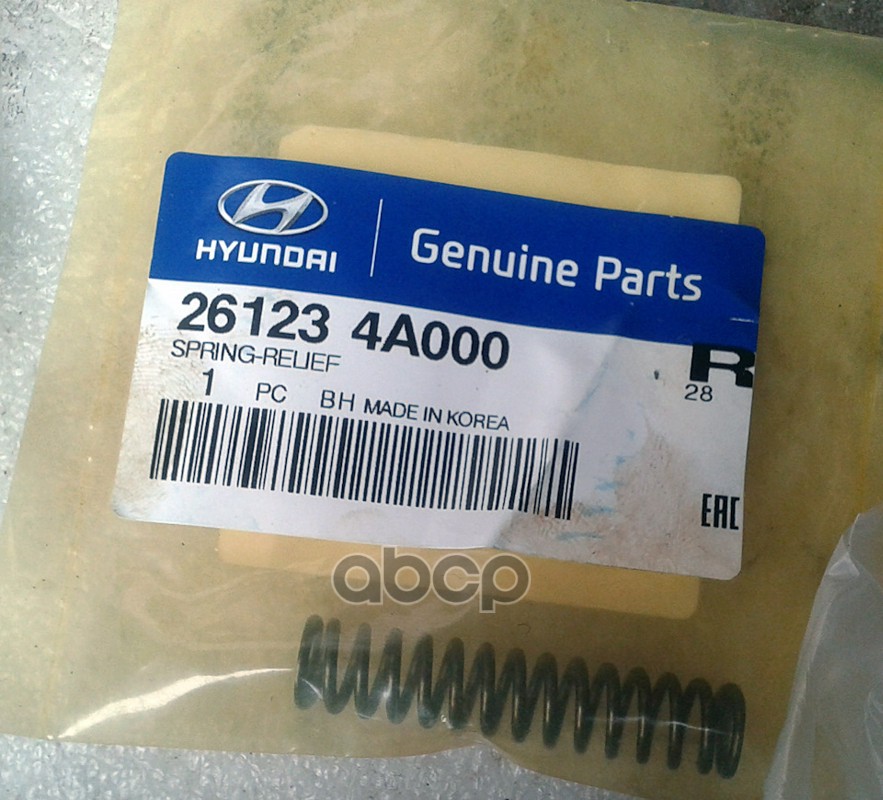 HYUNDAI
Genuine Parts
26123 4A000
SPRING-RELIEF
R
28
1 PC BH MADE IN KOREA
EAC
abcp